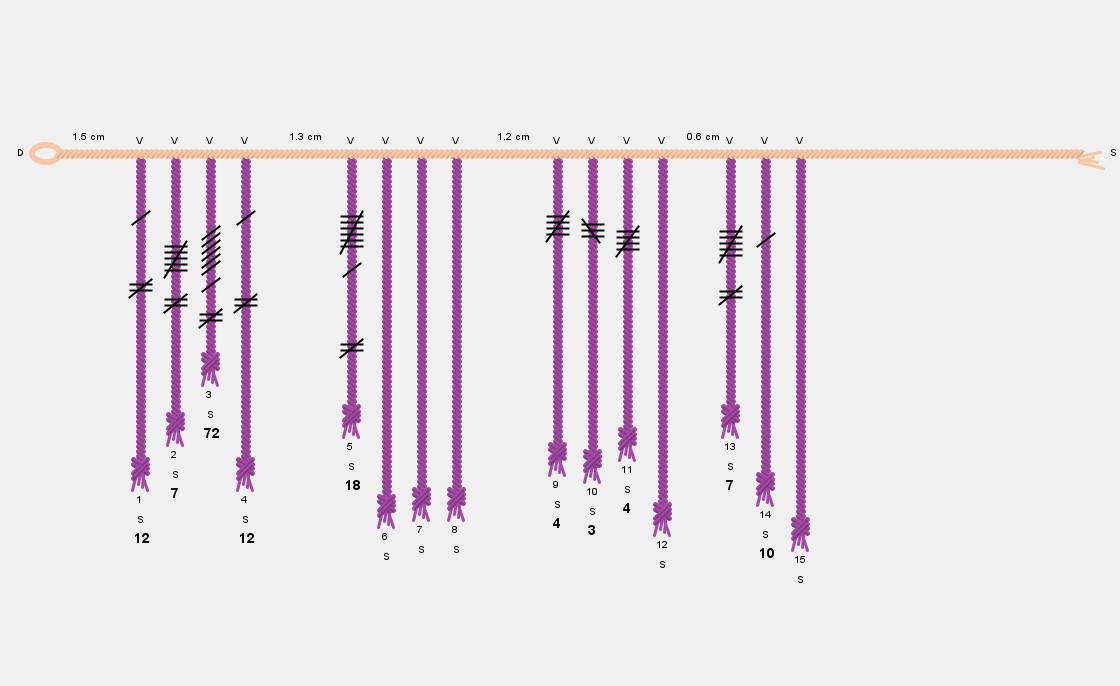 1.5 cm V V V V 1.3 cm V V V V 1.2 cm V V V V 0.6 cm V V V
D S
1 S 12
2 S 7
3 S 72
4 S 12
5 S 18
6 S
7 S
8 S
9 S 4
10 S 3
11 S 4
12 S
13 S 7
14 S 10
15 S